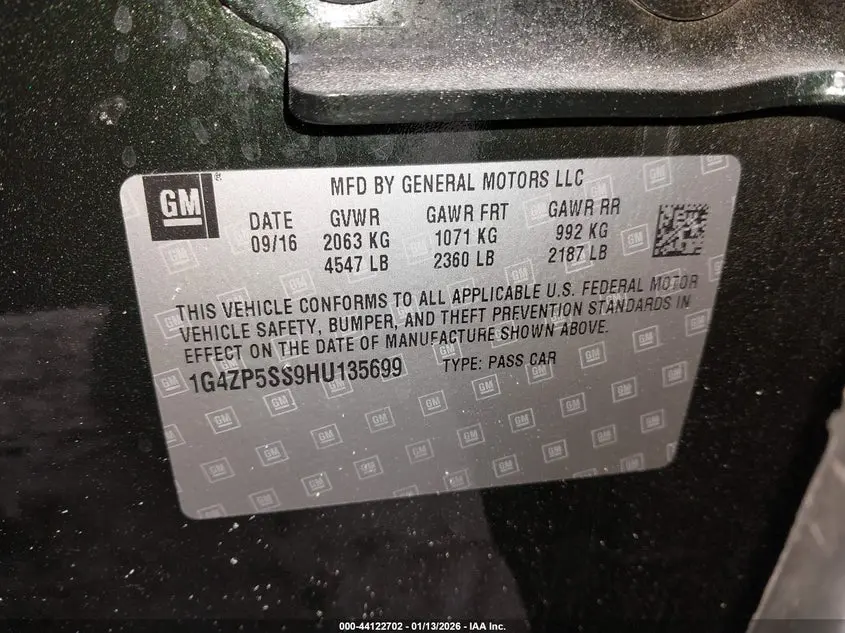 GM
MFD BY GENERAL MOTORS LLC
DATE GVWR GAWR FRT GAWR RR
09/16 2063 KG 1071 KG 992 KG
4547 LB 2360 LB 2187 LB
THIS VEHICLE CONFORMS TO ALL APPLICABLE U.S. FEDERAL MOTOR
VEHICLE SAFETY, BUMPER, AND THEFT PREVENTION STANDARDS IN
EFFECT ON THE DATE OF MANUFACTURE SHOWN ABOVE.
1G4ZP5SS9HU135699 TYPE: PASS CAR
000-44122702 - 01/13/2026 - IAA Inc.